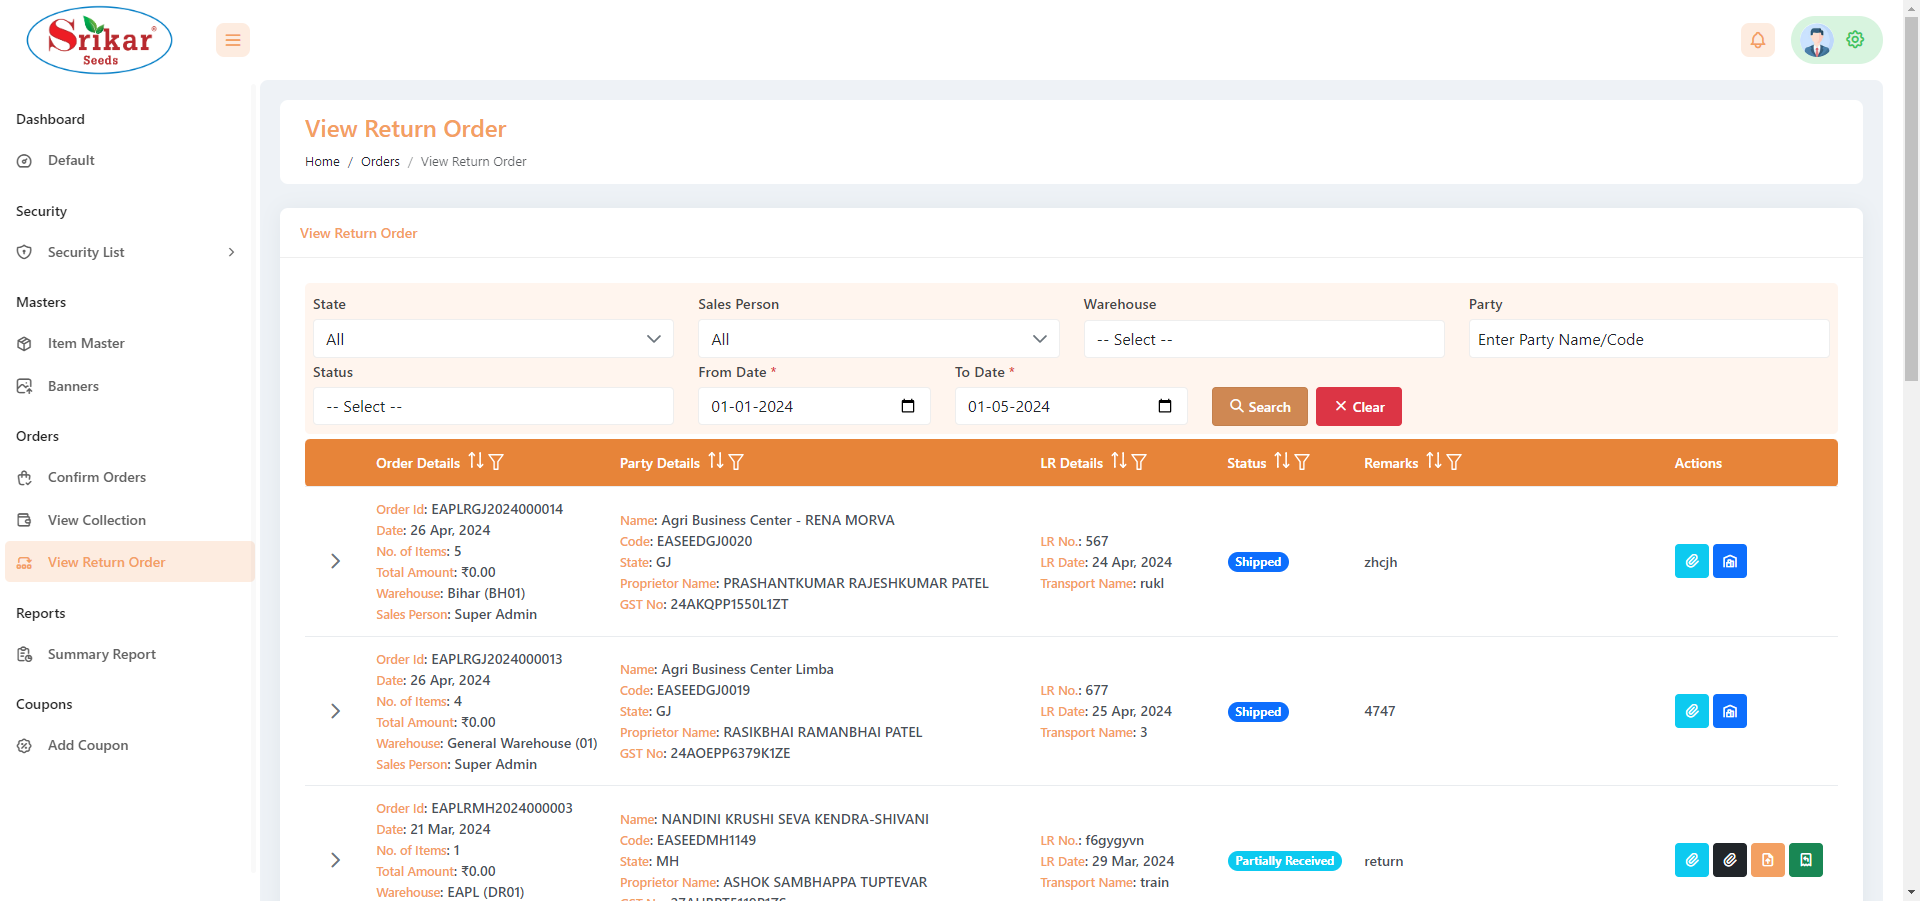 Srikar®
Seeds
Dashboard
Default
Security
Security List
Masters
Item Master
Banners
Orders
Confirm Orders
View Collection
View Return Order
Reports
Summary Report
Coupons
Add Coupon
View Return Order
Home / Orders / View Return Order
View Return Order
State
All
Sales Person
All
Warehouse
-- Select --
Party
Enter Party Name/Code
Status
-- Select --
From Date *
01-01-2024
To Date *
01-05-2024
Search
Clear
Order Details Party Details LR Details Status Remarks Actions
Order Id: EAPLRGJ2024000014
Date: 26 Apr, 2024
No. of Items: 5
Total Amount: ₹0.00
Warehouse: Bihar (BH01)
Sales Person: Super Admin
Name: Agri Business Center - RENA MORVA
Code: EASEEDGJ0020
State: GJ
Proprietor Name: PRASHANTKUMAR RAJESHKUMAR PATEL
GST No: 24AKQPP1550L1ZT
LR No.: 567
LR Date: 24 Apr, 2024
Transport Name: rukl
Shipped
zhcjh
Order Id: EAPLRGJ2024000013
Date: 26 Apr, 2024
No. of Items: 4
Total Amount: ₹0.00
Warehouse: General Warehouse (01)
Sales Person: Super Admin
Name: Agri Business Center Limba
Code: EASEEDGJ0019
State: GJ
Proprietor Name: RASIKBHAI RAMANBHAI PATEL
GST No: 24AOEPP6379K1ZE
LR No.: 677
LR Date: 25 Apr, 2024
Transport Name: 3
Shipped
4747
Order Id: EAPLRMH2024000003
Date: 21 Mar, 2024
No. of Items: 1
Total Amount: ₹0.00
Warehouse: EAPL (DR01)
Name: NANDINI KRUSHI SEVA KENDRA-SHIVANI
Code: EASEEDMH1149
State: MH
Proprietor Name: ASHOK SAMBHAPPA TUPTEVAR
LR No.: f6gygyvn
LR Date: 29 Mar, 2024
Transport Name: train
Partially Received
return